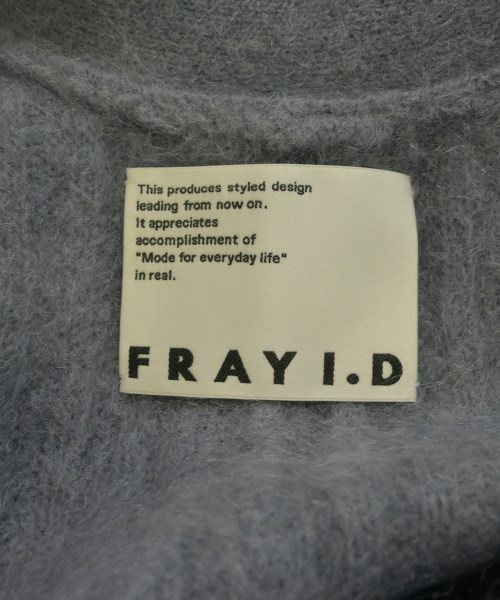 This produces styled design
leading from now on.
It appreciates
accomplishment of
"Mode for everyday life"
in real.
FRAY I.D